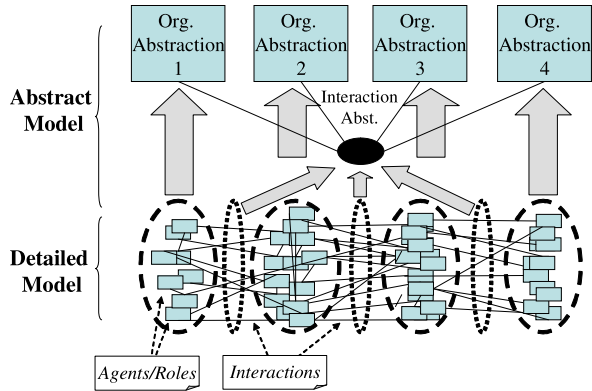 Org.
Abstraction
1
Org.
Abstraction
2
Org.
Abstraction
3
Org.
Abstraction
4
Interaction
Abst.
Abstract
Model
Detailed
Model
Agents/Roles
Interactions